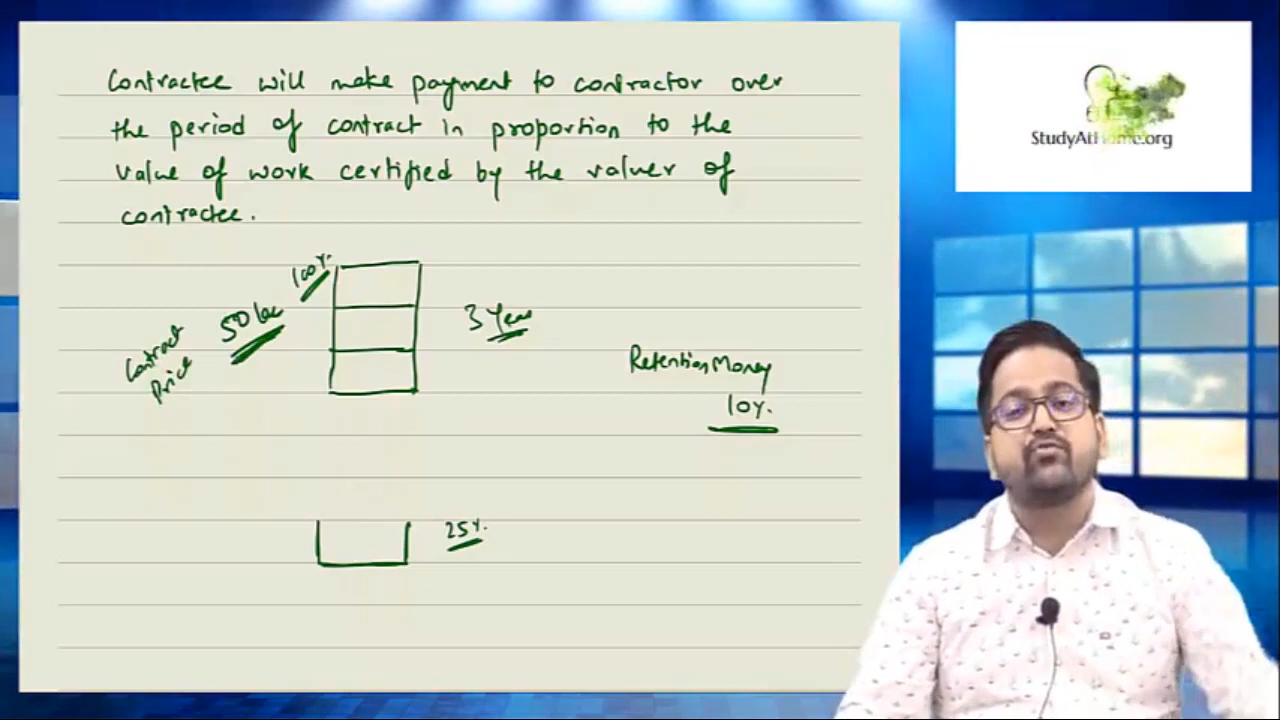 Contractee will make payment to contractor over
the period of contract in proportion to the
value of work certified by the valuer of
contractee.
100%
50 lac
Contract
Price
3 Year
Retention Money
10%.
25%.
StudyAtHome.org